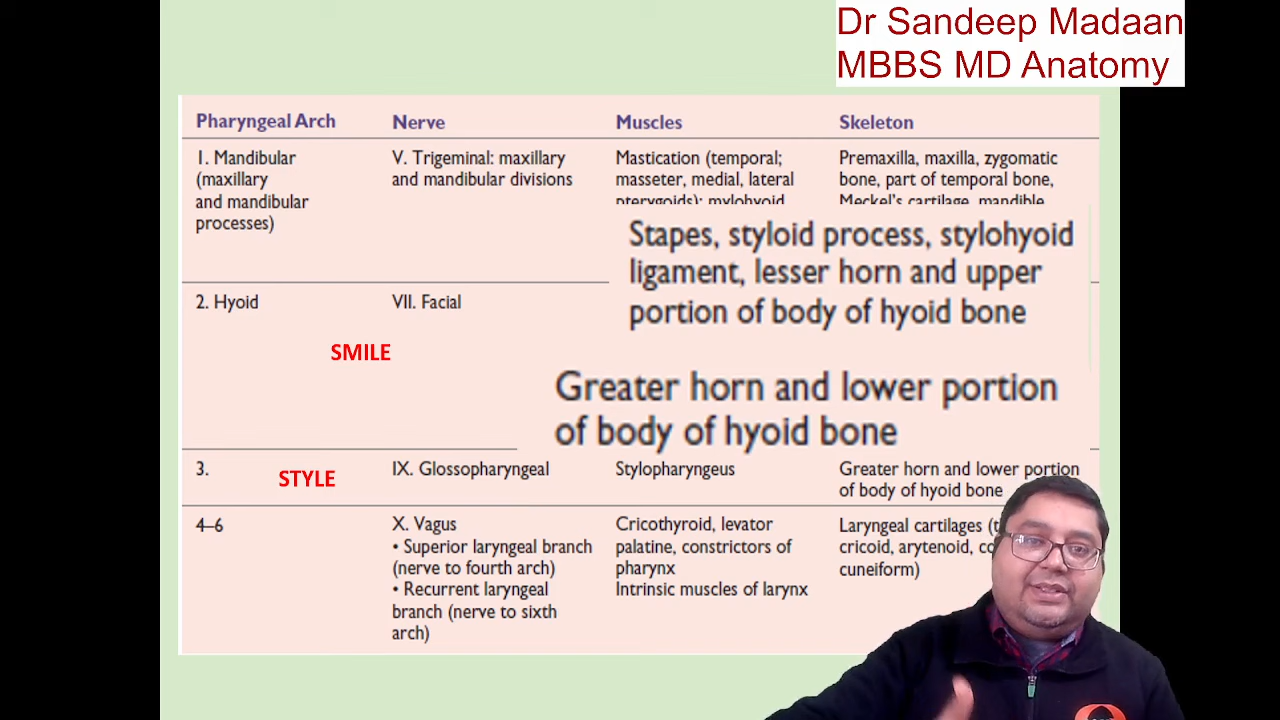 Dr Sandeep Madaan
MBBS MD Anatomy
Pharyngeal Arch Nerve Muscles Skeleton
1. Mandibular
(maxillary
and mandibular
processes)
V. Trigeminal: maxillary
and mandibular divisions
Mastication (temporal;
masseter, medial, lateral
pterygoids); mylohyoid
Premaxilla, maxilla, zygomatic
bone, part of temporal bone,
Meckel's cartilage, mandible
Stapes, styloid process, stylohyoid
ligament, lesser horn and upper
portion of body of hyoid bone
2. Hyoid
VII. Facial
SMILE
Greater horn and lower portion
of body of hyoid bone
3.
STYLE
IX. Glossopharyngeal
Stylopharyngeus
Greater horn and lower portion
of body of hyoid bone
4–6
X. Vagus
• Superior laryngeal branch
(nerve to fourth arch)
• Recurrent laryngeal
branch (nerve to sixth
arch)
Cricothyroid, levator
palatine, constrictors of
pharynx
Intrinsic muscles of larynx
Laryngeal cartilages
cricoid, arytenoid,
cuneiform)